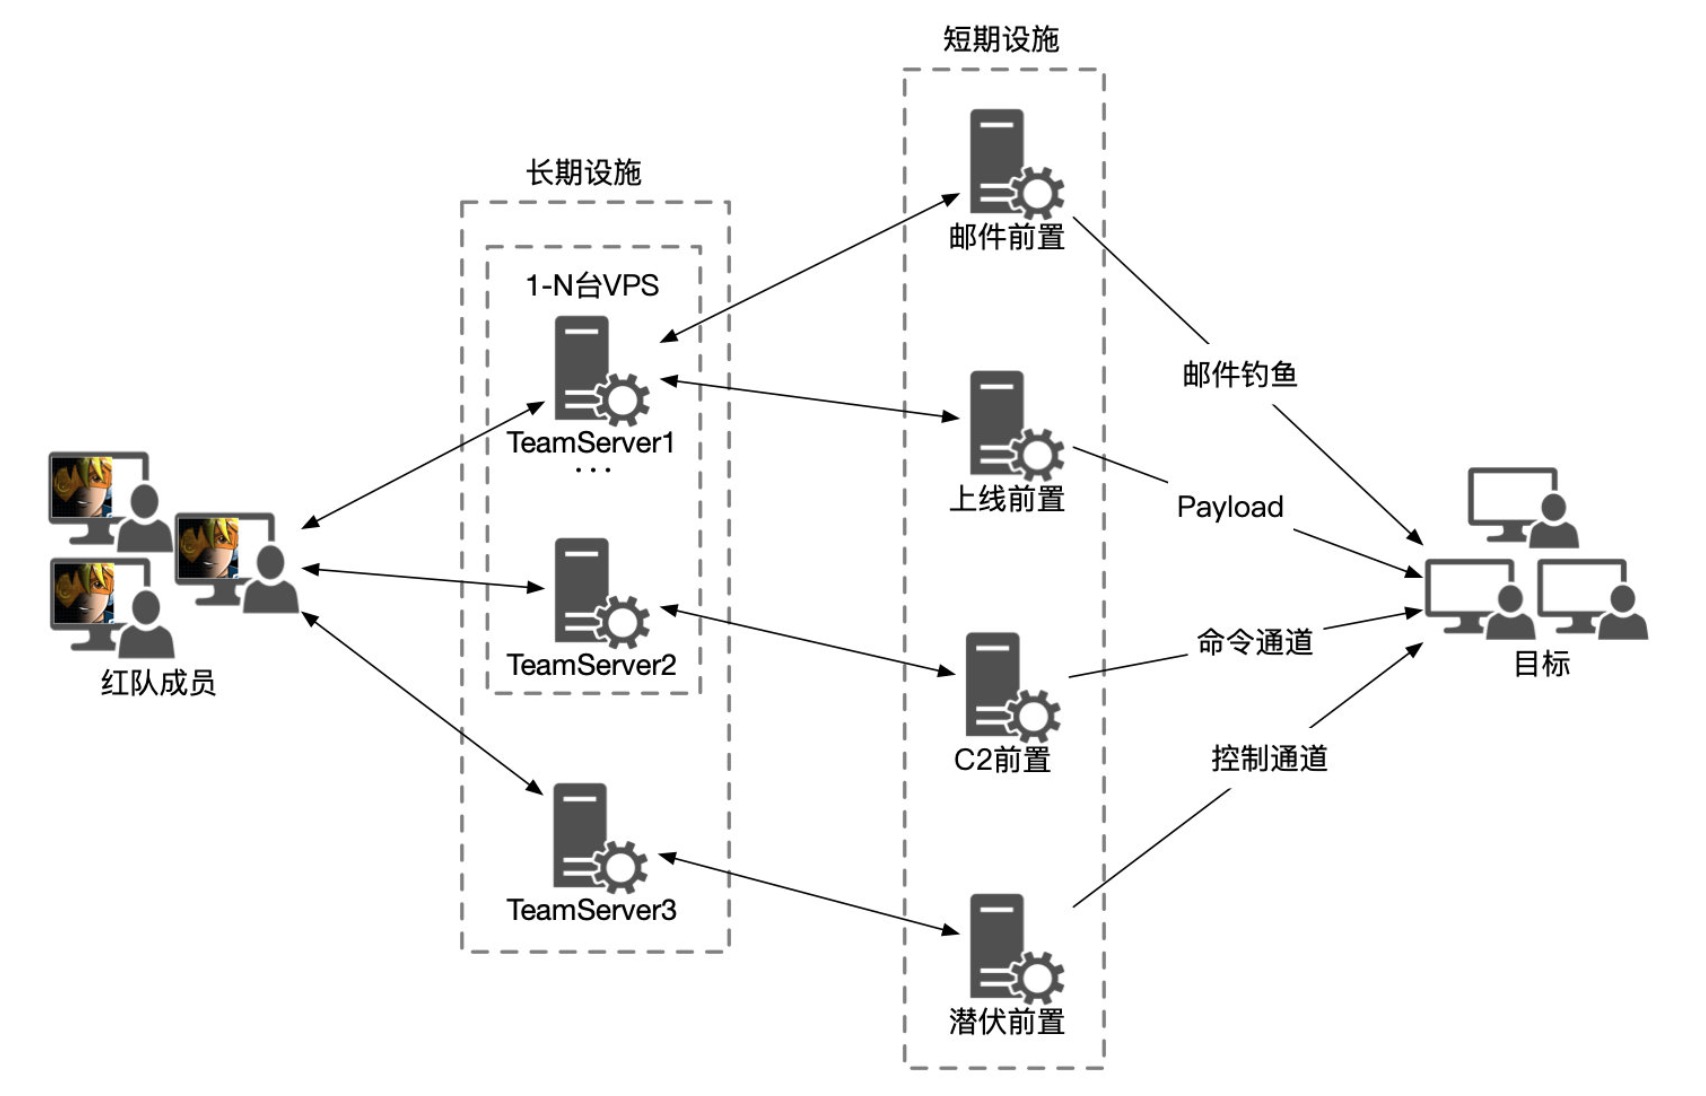 短期设施
邮件前置
长期设施
1-N台VPS
TeamServer1
...
邮件钓鱼
上线前置
Payload
TeamServer2
红队成员
命令通道
目标
C2前置
控制通道
TeamServer3
潜伏前置